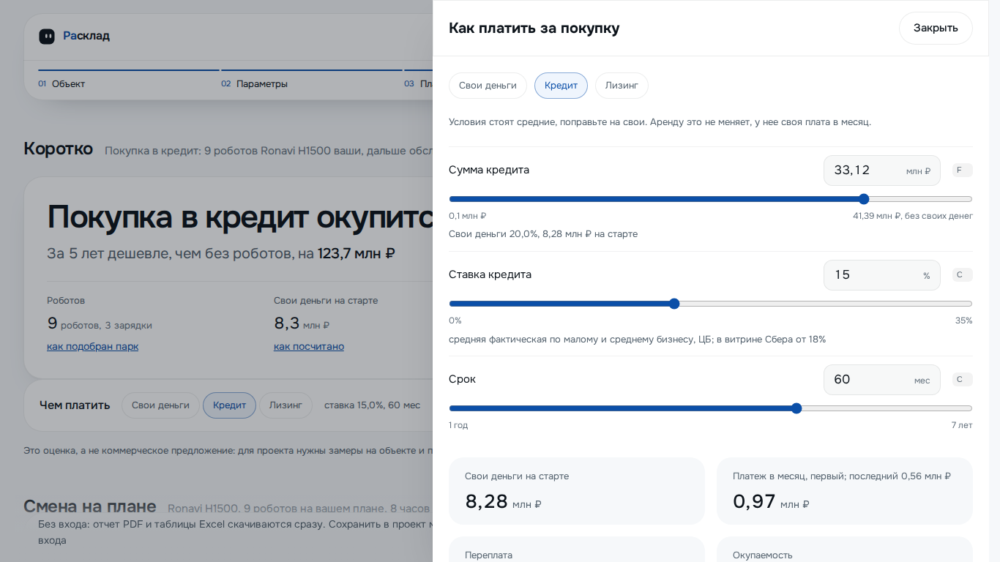 Расклад
01 Объект
02 Параметры
03
Коротко
Покупка в кредит: 9 роботов Ronavi H1500 ваши, дальше
Покупка в кредит
За 5 лет дешевле, чем без роботов, на 123,7 млн ₽
Роботов
Свои деньги на старте
9 роботов, 3 зарядки
8,3 млн ₽
как подобран парк
как посчитано
Чем платить
Свои деньги
Кредит
Лизинг
ставка 15,0%, 60 мес
Это оценка, а не коммерческое предложение: для проекта нужны замеры на объекте и
Смена на плане
Ronavi H1500, 9 роботов на вашем плане, 8 часов
Без входа: отчет PDF и таблицы Excel скачиваются сразу. Сохранить в проект
входа
Как платить за покупку
Закрыть
Свои деньги
Кредит
Лизинг
Условия стоят средние, поправьте на свои. Аренду это не меняет, у нее своя плата в месяц.
Сумма кредита
33,12 млн ₽
F
0,1 млн ₽
41,39 млн ₽, без своих денег
Свои деньги 20,0%, 8,28 млн ₽ на старте
Ставка кредита
15 %
С
0%
35%
средняя фактическая по малому и среднему бизнесу, ЦБ; в витрине Сбера от 18%
Срок
60 мес
С
1 год
7 лет
Свои деньги на старте
8,28 млн ₽
Платеж в месяц, первый; последний 0,56 млн ₽
0,97 млн ₽
Переплата
Окупаемость